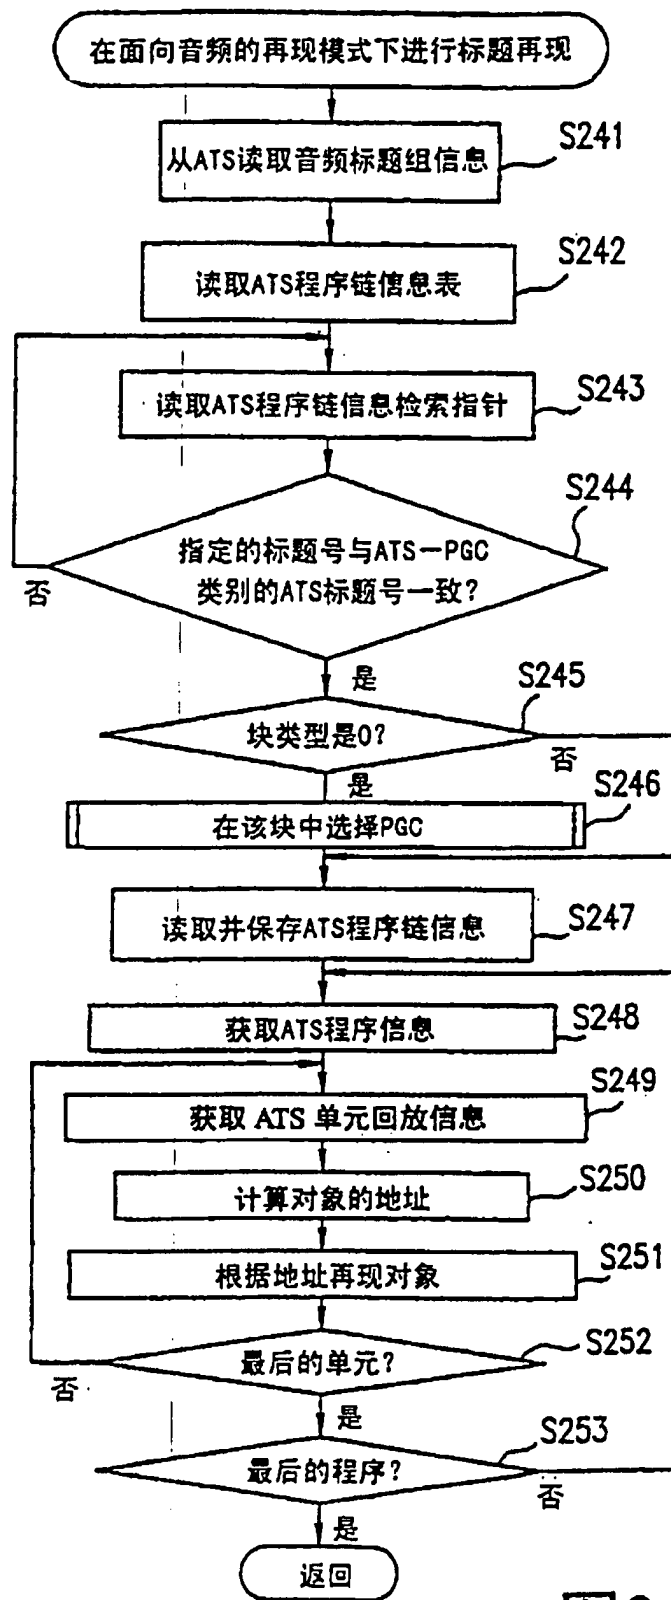 在面向音频的再现模式下进行标题再现
S241
从ATS读取音频标题组信息
S242
读取ATS程序链信息表
S243
读取ATS程序链信息检索指针
S244
指定的标题号与ATS—PGC
类别的ATS标题号一致?
否
是
S245
块类型是0?
否
是
S246
在该块中选择PGC
S247
读取并保存ATS程序链信息
S248
获取ATS程序信息
S249
获取 ATS 单元回放信息
S250
计算对象的地址
S251
根据地址再现对象
S252
最后的单元?
否
是
S253
最后的程序?
否
是
返回